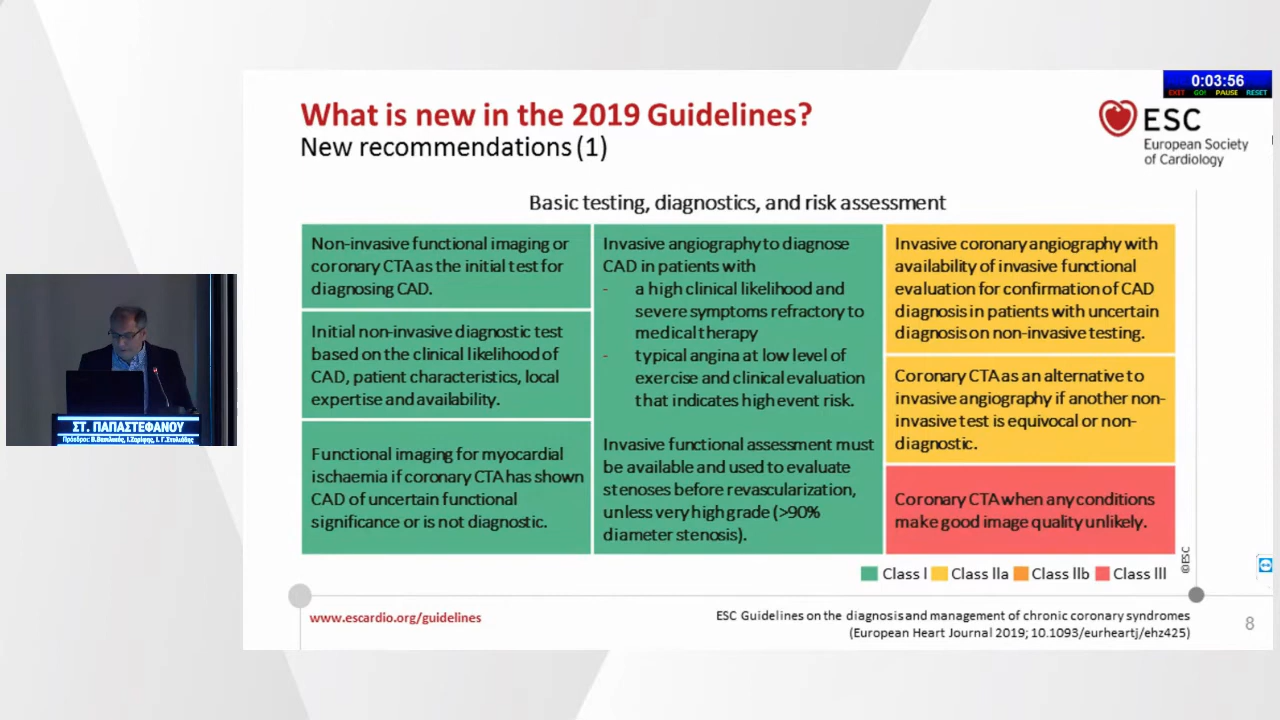 0:03:56
EXIT GO! PAUSE RESET
What is new in the 2019 Guidelines?
New recommendations (1)
ESC
European Society
of Cardiology
Basic testing, diagnostics, and risk assessment
Non-invasive functional imaging or
coronary CTA as the initial test for
diagnosing CAD.
Initial non-invasive diagnostic test
based on the clinical likelihood of
CAD, patient characteristics, local
expertise and availability.
Functional imaging for myocardial
ischaemia if coronary CTA has shown
CAD of uncertain functional
significance or is not diagnostic.
Invasive angiography to diagnose
CAD in patients with
- a high clinical likelihood and
severe symptoms refractory to
medical therapy
- typical angina at low level of
exercise and clinical evaluation
that indicates high event risk.
Invasive functional assessment must
be available and used to evaluate
stenoses before revascularization,
unless very high grade (>90%
diameter stenosis).
Invasive coronary angiography with
availability of invasive functional
evaluation for confirmation of CAD
diagnosis in patients with uncertain
diagnosis on non-invasive testing.
Coronary CTA as an alternative to
invasive angiography if another non-
invasive test is equivocal or non-
diagnostic.
Coronary CTA when any conditions
make good image quality unlikely.
Class I Class IIa Class IIb Class III
©ESC
www.escardio.org/guidelines
ESC Guidelines on the diagnosis and management of chronic coronary syndromes
(European Heart Journal 2019; 10.1093/eurheartj/ehz425)
8
ΣΤ. ΠΑΠΑΣΤΕΦΑΝΟΥ
Πρόεδροι: Β.Βασιλικός, Ι.Ζαρίφης, Ι. Γ.Στυλιάδης